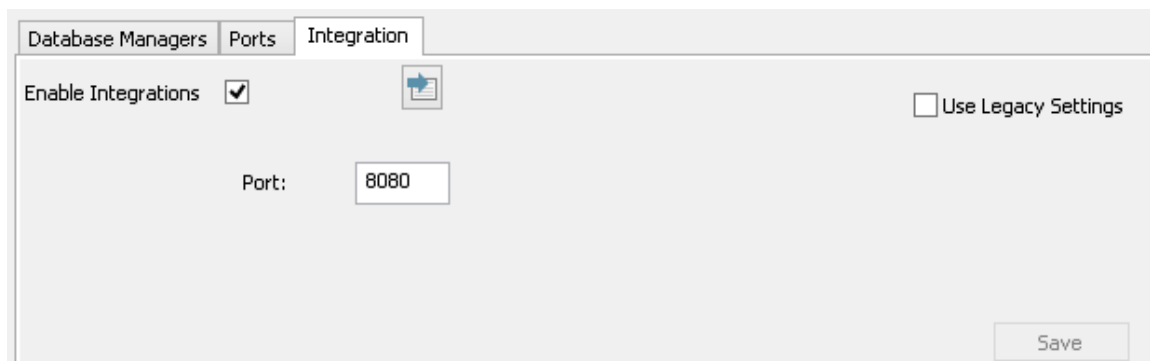 Database Managers
Ports
Integration
Enable Integrations
Use Legacy Settings
Port:
8080
Save